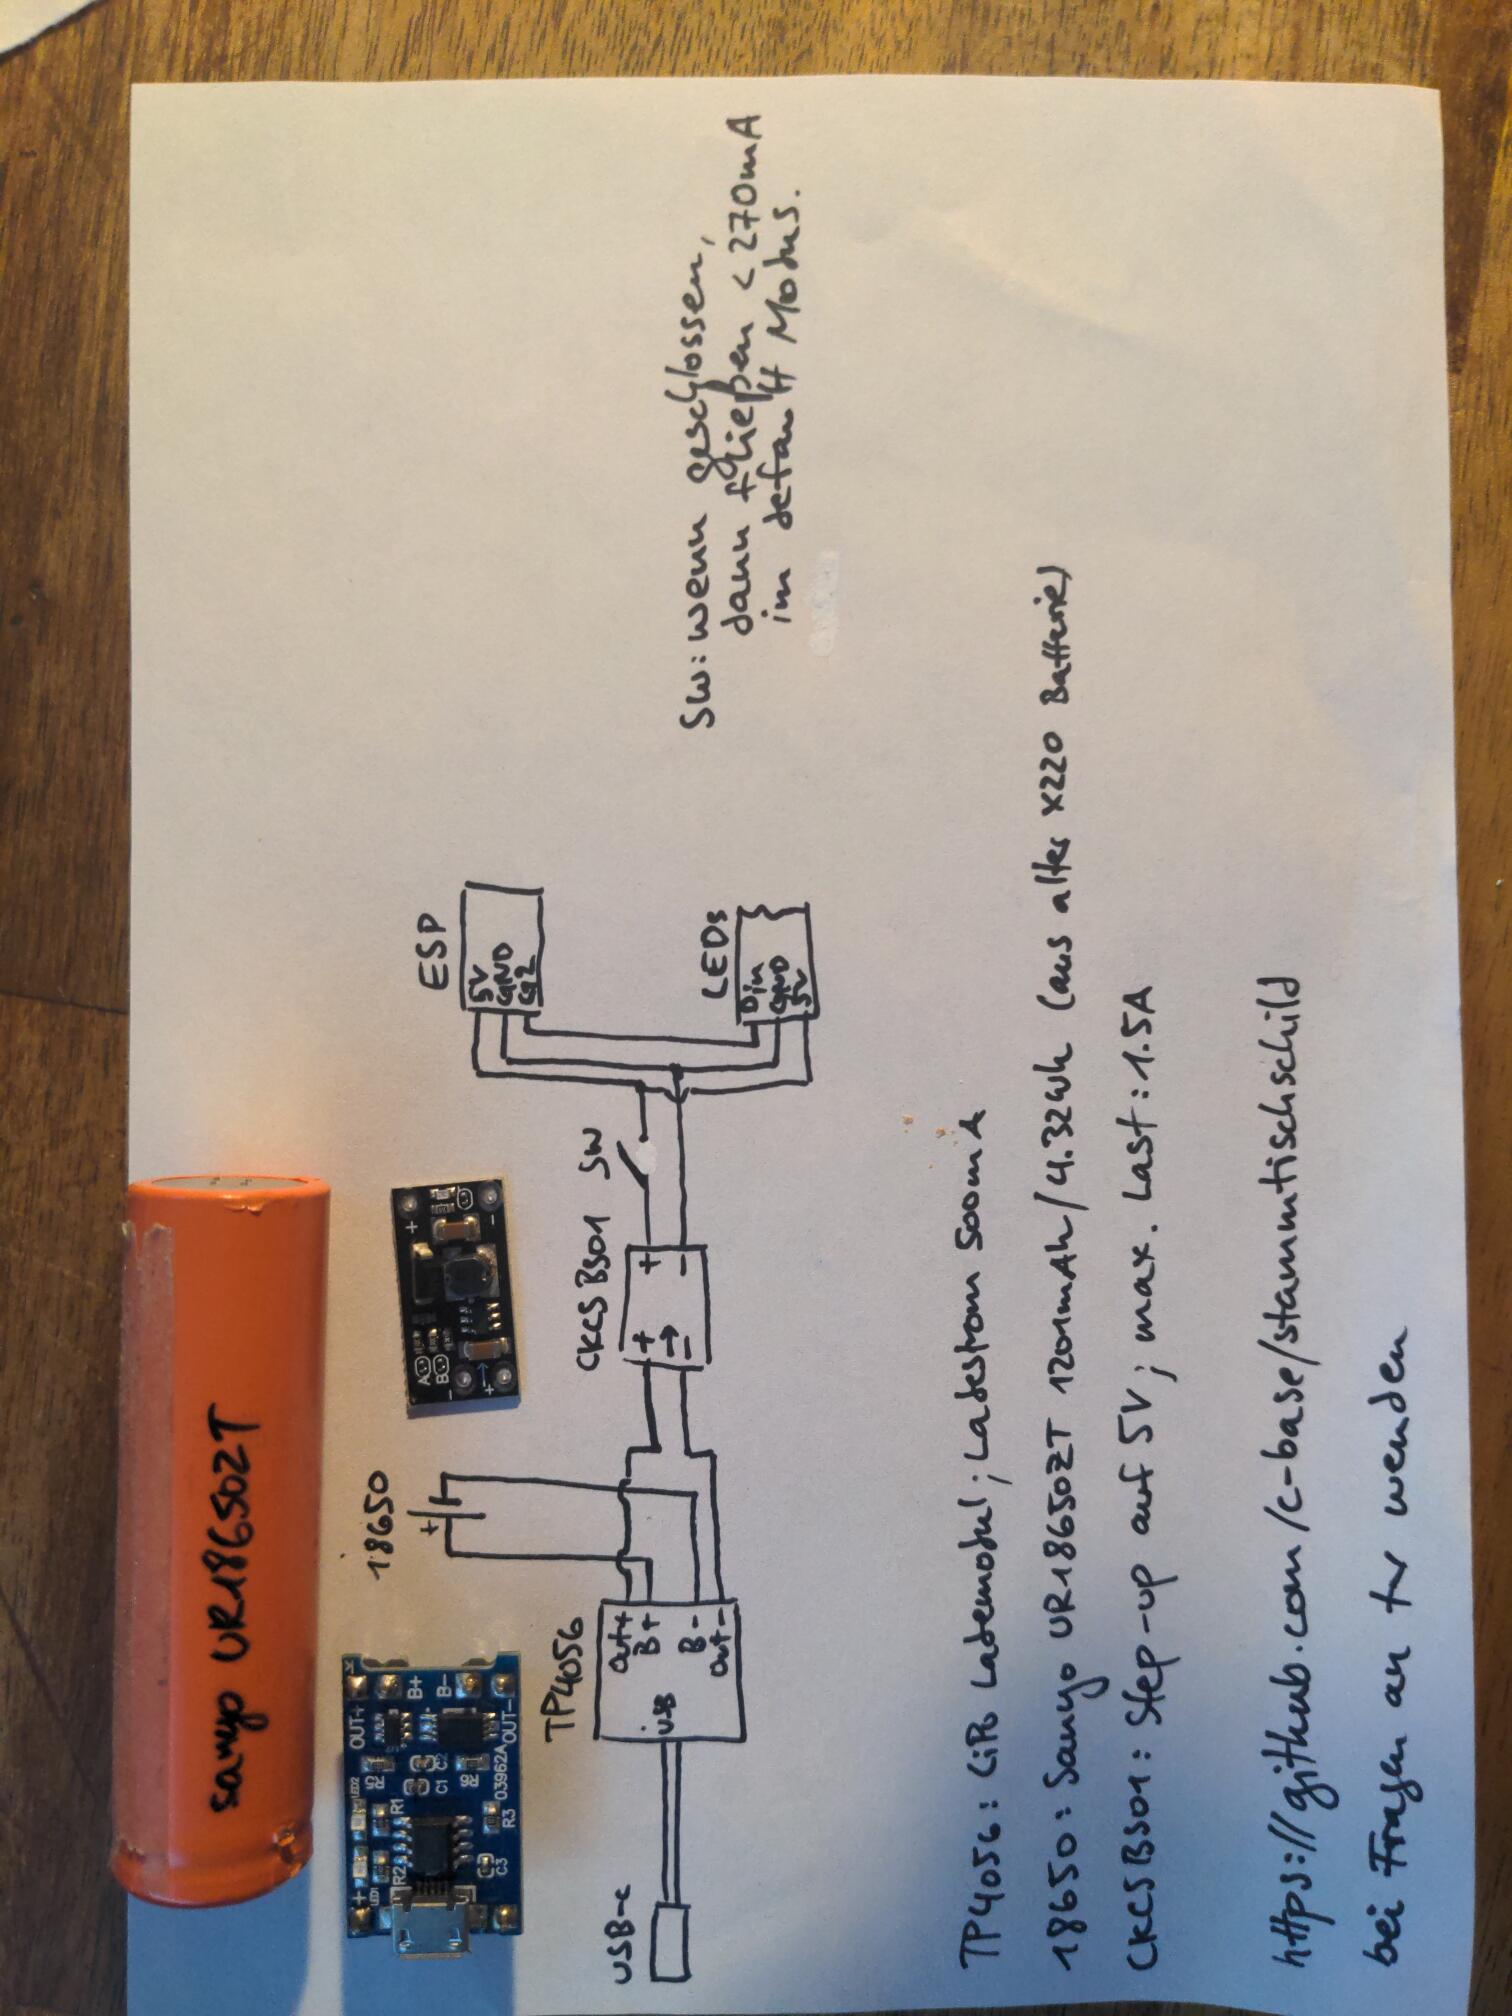 sanyo UR18650ZT
+
LED1
LED2
R5
OUT+
K
R2
R1
B+
C1
B-
R6
C3
R3
03962A
OUT-
18650
+
A
B
+
-
+
-
ESP
5V
GND
G2
TP4056
USB-c
USB
Out+
B+
B-
Out-
CKCS BS01
+
→
-
+
-
SW
LEDs
Din
GND
5V
SW: wenn geschlossen,
dann fließen < 270mA
im default Modus.
TP4056: LiPo Lademodul; Ladestrom 500mA
18650: Sanyo UR18650ZT 1201mAh/4.32Wh (aus alter X220 Batterie)
CKCS BS01: Step-up auf 5V; max. Last: 1.5A
https://github.com/c-base/stammtischschild
bei Fragen an tv wenden